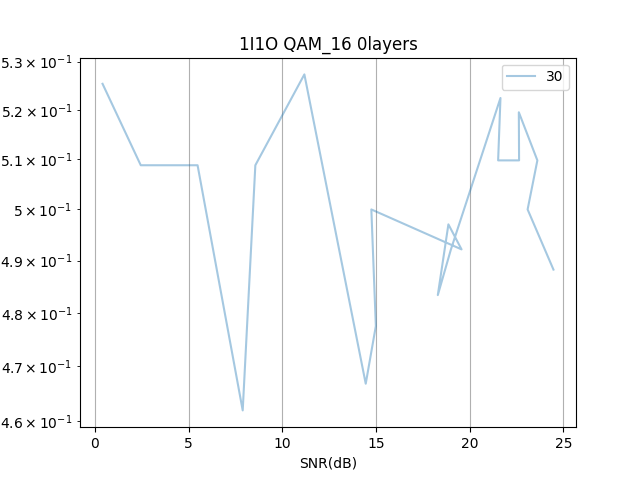 1I1O QAM_16 0layers
30
5.3 × 10⁻¹
5.2 × 10⁻¹
5.1 × 10⁻¹
5 × 10⁻¹
4.9 × 10⁻¹
4.8 × 10⁻¹
4.7 × 10⁻¹
4.6 × 10⁻¹
0 5 10 15 20 25
SNR(dB)